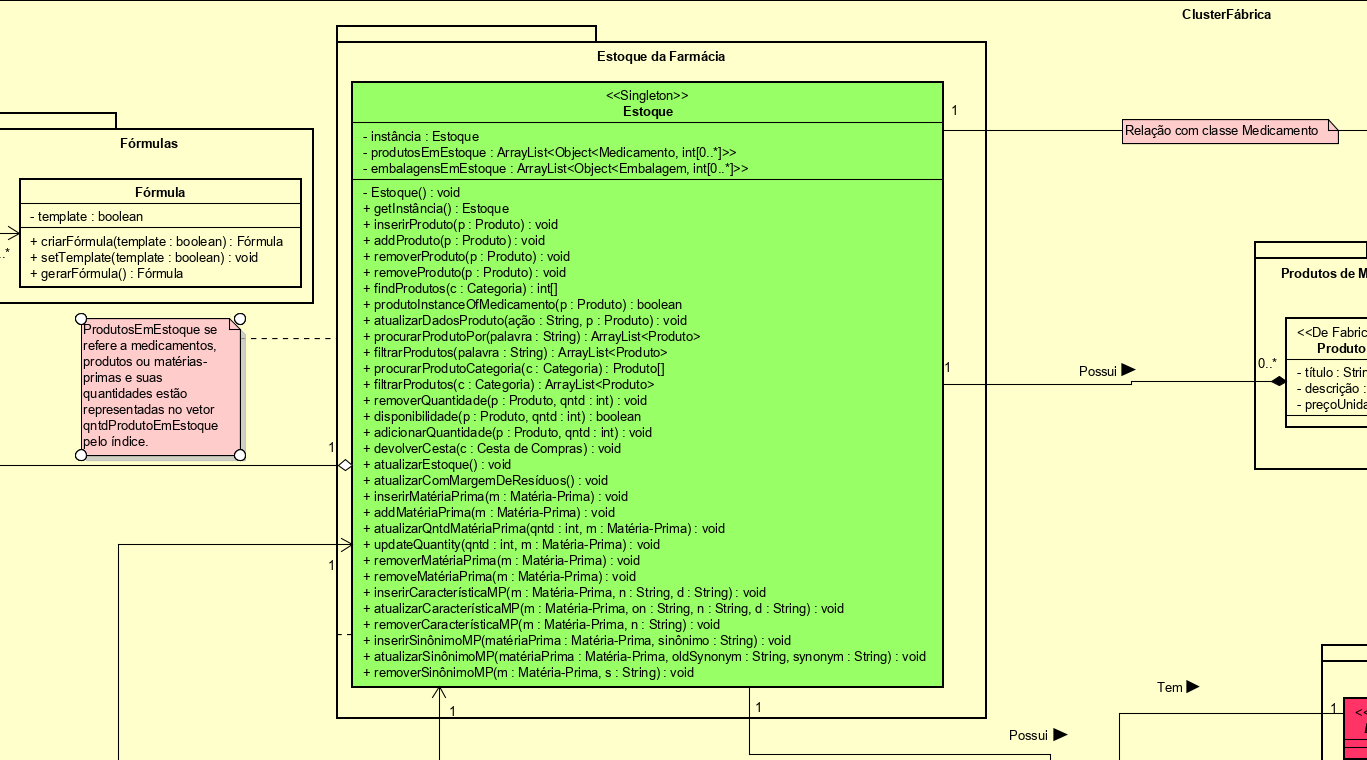 ClusterFábrica
Estoque da Farmácia
<<Singleton>>
Estoque
- instância : Estoque
- produtosEmEstoque : ArrayList<Object<Medicamento, int[0..*]>>
- embalagensEmEstoque : ArrayList<Object<Embalagem, int[0..*]>>
- Estoque() : void
+ getInstância() : Estoque
+ inserirProduto(p : Produto) : void
+ addProduto(p : Produto) : void
+ removerProduto(p : Produto) : void
+ removeProduto(p : Produto) : void
+ findProdutos(c : Categoria) : int[]
+ produtoInstanceOfMedicamento(p : Produto) : boolean
+ atualizarDadosProduto(ação : String, p : Produto) : void
+ procurarProdutoPor(palavra : String) : ArrayList<Produto>
+ filtrarProdutos(palavra : String) : ArrayList<Produto>
+ procurarProdutoCategoria(c : Categoria) : Produto[]
+ filtrarProdutos(c : Categoria) : ArrayList<Produto>
+ removerQuantidade(p : Produto, qntd : int) : void
+ disponibilidade(p : Produto, qntd : int) : boolean
+ adicionarQuantidade(p : Produto, qntd : int) : void
+ devolverCesta(c : Cesta de Compras) : void
+ atualizarEstoque() : void
+ atualizarComMargemDeResíduos() : void
+ inserirMatériaPrima(m : Matéria-Prima) : void
+ addMatériaPrima(m : Matéria-Prima) : void
+ atualizarQntdMatériaPrima(qntd : int, m : Matéria-Prima) : void
+ updateQuantity(qntd : int, m : Matéria-Prima) : void
+ removerMatériaPrima(m : Matéria-Prima) : void
+ removeMatériaPrima(m : Matéria-Prima) : void
+ inserirCaracterísticaMP(m : Matéria-Prima, n : String, d : String) : void
+ atualizarCaracterísticaMP(m : Matéria-Prima, on : String, n : String, d : String) : void
+ removerCaracterísticaMP(m : Matéria-Prima, n : String) : void
+ inserirSinônimoMP(matériaPrima : Matéria-Prima, sinônimo : String) : void
+ atualizarSinônimoMP(matériaPrima : Matéria-Prima, oldSynonym : String, synonym : String) : void
+ removerSinônimoMP(m : Matéria-Prima, s : String) : void
Fórmulas
Fórmula
- template : boolean
+ criarFórmula(template : boolean) : Fórmula
+ setTemplate(template : boolean) : void
+ gerarFórmula() : Fórmula
..*
ProdutosEmEstoque se
refere a medicamentos,
produtos ou matérias-
primas e suas
quantidades estão
representadas no vetor
qntdProdutoEmEstoque
pelo índice.
1
1
1
1
1
Relação com classe Medicamento
1
Possui
0..*
Produtos de M
<<De Fabric
Produto
- título : Strin
- descrição :
- preçoUnida
Tem
1
Possui
<<